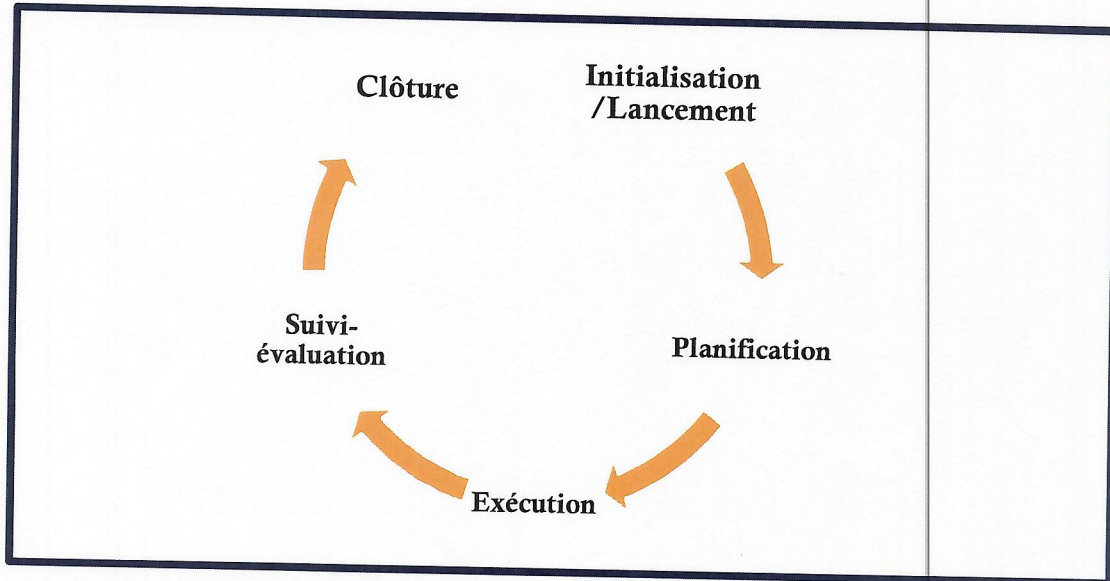 Clôture
Initialisation
/Lancement
Suivi-
évaluation
Planification
Exécution